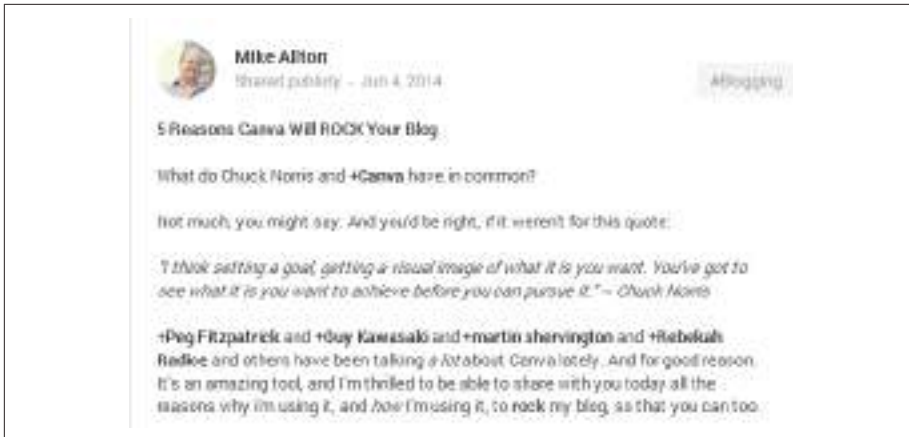 Mike Allton
Shared publicly - Jun 4, 2014
#Blogging
5 Reasons Canva Will ROCK Your Blog
What do Chuck Norris and +Canva have in common?
Not much, you might say. And you'd be right, if it weren't for this quote:
"I think setting a goal, getting a visual image of what it is you want. You've got to
see what it is you want to achieve before you can pursue it." ~ Chuck Norris
+Peg Fitzpatrick and +Guy Kawasaki and +martin shervington and +Rebekah
Radice and others have been talking a lot about Canva lately. And for good reason.
It's an amazing tool, and I'm thrilled to be able to share with you today all the
reasons why I'm using it, and how I'm using it, to rock my blog, so that you can too.